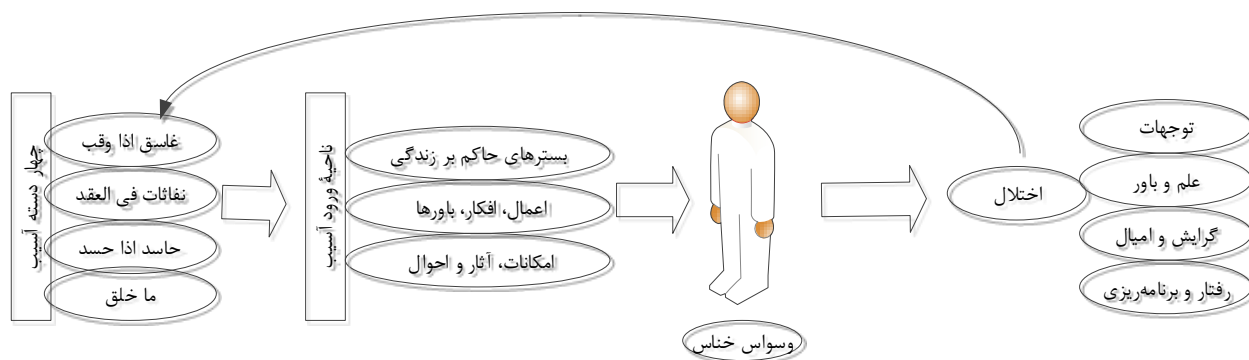 چهار دسته آسیب
غاسق اذا وقب
نفاثات فی العقد
حاسد اذا حسد
ما خلق
ناحیۀ ورود آسیب
بسترهای حاکم بر زندگی
اعمال، افکار، باورها
امکانات، آثار و احوال
وسواس خناس
اختلال
توجهات
علم و باور
گرایش و امیال
رفتار و برنامه‌ریزی